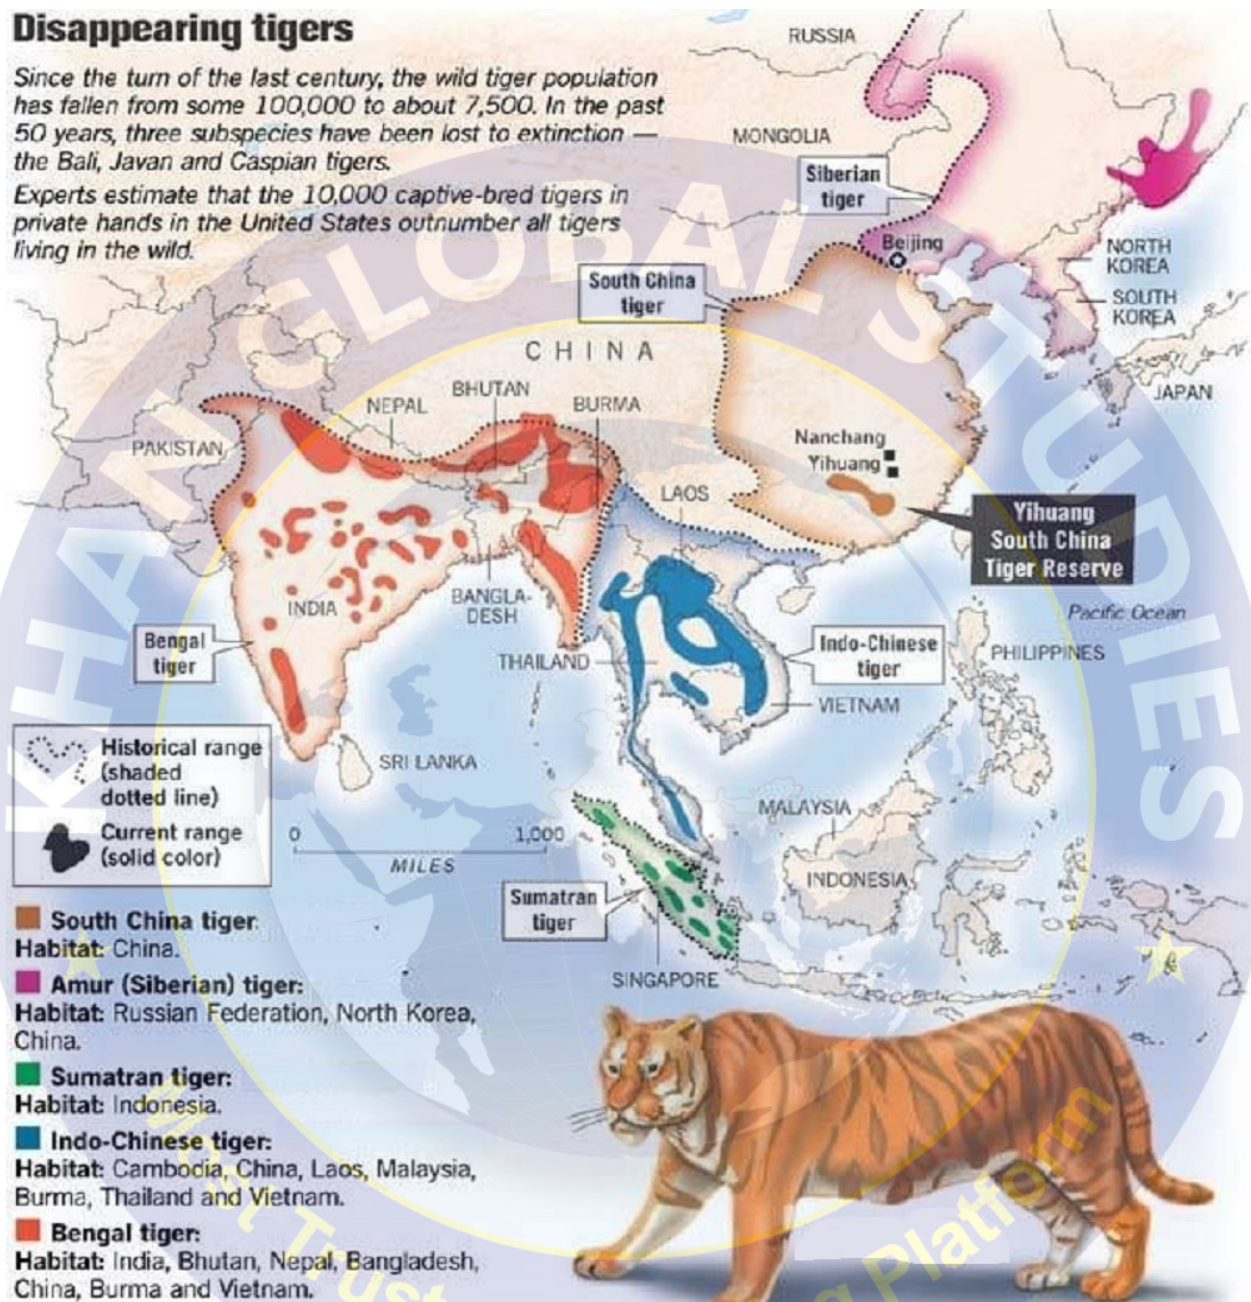 Disappearing tigers
Since the turn of the last century, the wild tiger population
has fallen from some 100,000 to about 7,500. In the past
50 years, three subspecies have been lost to extinction —
the Bali, Javan and Caspian tigers.
Experts estimate that the 10,000 captive-bred tigers in
private hands in the United States outnumber all tigers
living in the wild.
RUSSIA
MONGOLIA
Siberian
tiger
Beijing
NORTH
KOREA
SOUTH
KOREA
JAPAN
South China
tiger
CHINA
BHUTAN
NEPAL
BURMA
PAKISTAN
Nanchang
Yihuang
LAOS
Yihuang
South China
Tiger Reserve
INDIA
BANGLA-
DESH
Pacific Ocean
Bengal
tiger
THAILAND
Indo-Chinese
tiger
PHILIPPINES
VIETNAM
SRI LANKA
Historical range
(shaded
dotted line)
Current range
(solid color)
0 1,000
MILES
MALAYSIA
INDONESIA
Sumatran
tiger
SINGAPORE
South China tiger:
Habitat: China.
Amur (Siberian) tiger:
Habitat: Russian Federation, North Korea,
China.
Sumatran tiger:
Habitat: Indonesia.
Indo-Chinese tiger:
Habitat: Cambodia, China, Laos, Malaysia,
Burma, Thailand and Vietnam.
Bengal tiger:
Habitat: India, Bhutan, Nepal, Bangladesh,
China, Burma and Vietnam.
KHAN GLOBAL STUDIES
Most Trust
Platform